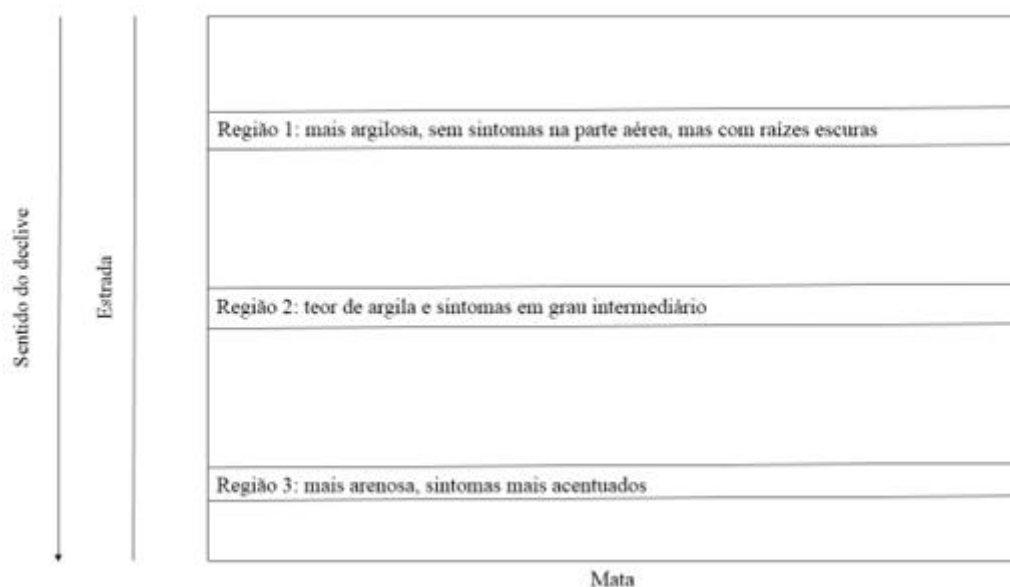 Sentido do declive
Estrada
Região 1: mais argilosa, sem sintomas na parte aérea, mas com raízes escuras
Região 2: teor de argila e sintomas em grau intermediário
Região 3: mais arenosa, sintomas mais acentuados
Mata